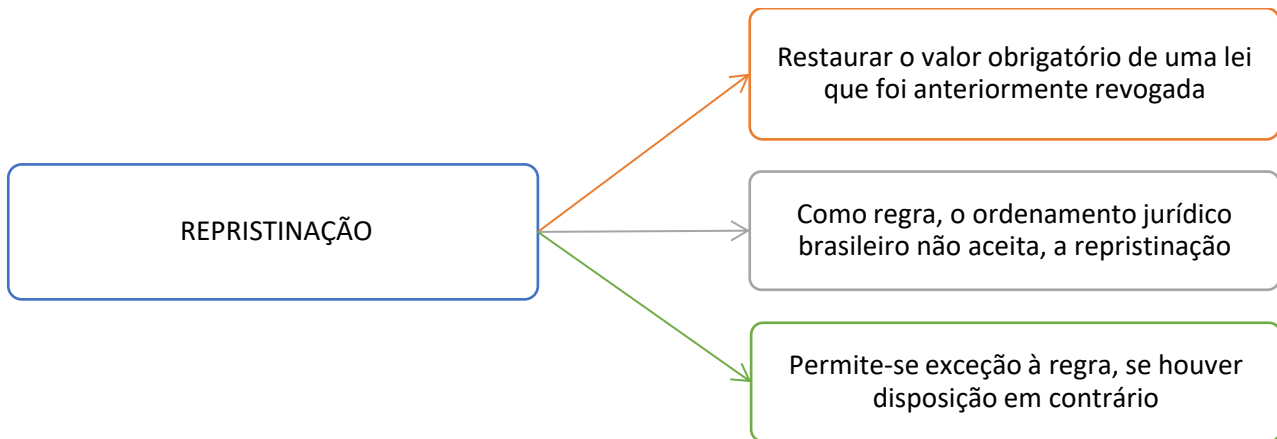 Restaurar o valor obrigatório de uma lei
que foi anteriormente revogada
REPRISTINAÇÃO
Como regra, o ordenamento jurídico
brasileiro não aceita, a repristinação
Permite-se exceção à regra, se houver
disposição em contrário